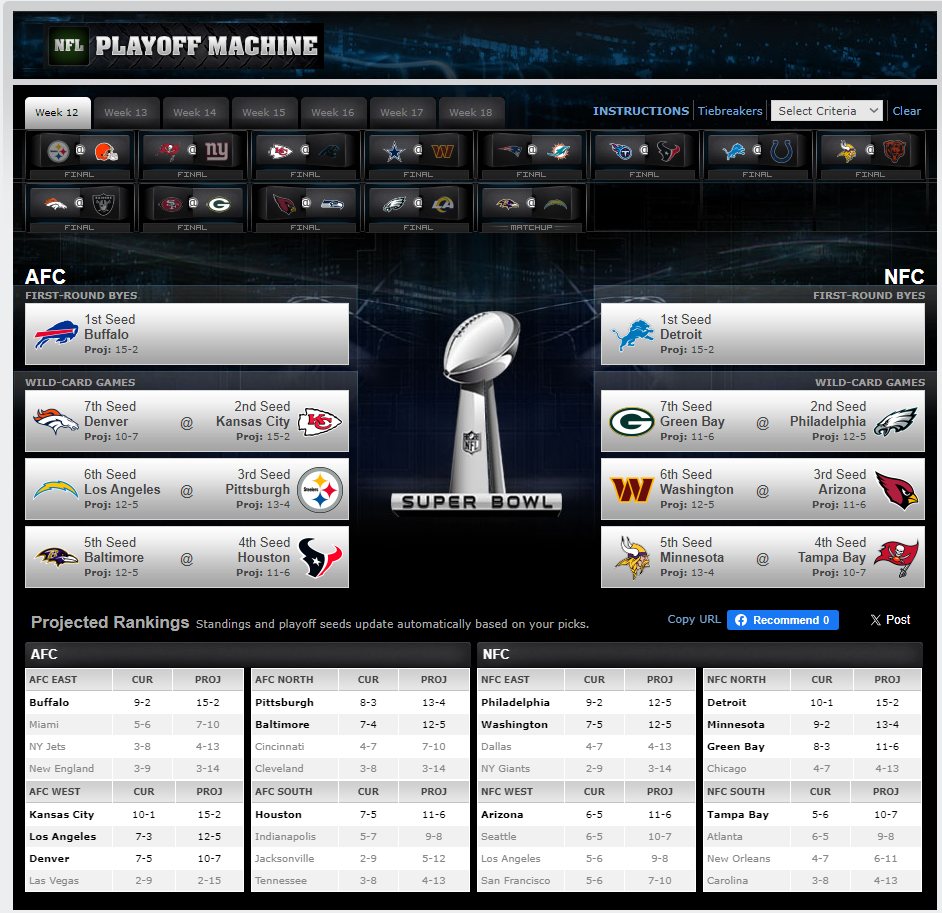 NFL PLAYOFF MACHINE
Week 12 Week 13 Week 14 Week 15 Week 16 Week 17 Week 18 INSTRUCTIONS Tiebreakers Select Criteria Clear
@ @ @ @ @ @ @ @
FINAL FINAL FINAL FINAL FINAL FINAL FINAL FINAL
@ @ @ @ @
FINAL FINAL FINAL FINAL MATCHUP
AFC NFC
FIRST-ROUND BYES FIRST-ROUND BYES
1st Seed 1st Seed
Buffalo Detroit
Proj: 15-2 Proj: 15-2
WILD-CARD GAMES WILD-CARD GAMES
7th Seed 2nd Seed 7th Seed 2nd Seed
Denver @ Kansas City Green Bay @ Philadelphia
Proj: 10-7 Proj: 15-2 Proj: 11-6 Proj: 12-5
6th Seed 3rd Seed 6th Seed 3rd Seed
Los Angeles @ Pittsburgh Steelers Washington @ Arizona
Proj: 12-5 Proj: 13-4 Proj: 12-5 Proj: 11-6
NFL
SUPER BOWL
5th Seed 4th Seed 5th Seed 4th Seed
Baltimore @ Houston Minnesota @ Tampa Bay
Proj: 12-5 Proj: 11-6 Proj: 13-4 Proj: 10-7
Projected Rankings Standings and playoff seeds update automatically based on your picks. Copy URL Recommend 0 X Post
AFC NFC
AFC EAST CUR PROJ AFC NORTH CUR PROJ NFC EAST CUR PROJ NFC NORTH CUR PROJ
Buffalo 9-2 15-2 Pittsburgh 8-3 13-4 Philadelphia 9-2 12-5 Detroit 10-1 15-2
Miami 5-6 7-10 Baltimore 7-4 12-5 Washington 7-5 12-5 Minnesota 9-2 13-4
NY Jets 3-8 4-13 Cincinnati 4-7 7-10 Dallas 4-7 4-13 Green Bay 8-3 11-6
New England 3-9 3-14 Cleveland 3-8 3-14 NY Giants 2-9 3-14 Chicago 4-7 4-13
AFC WEST CUR PROJ AFC SOUTH CUR PROJ NFC WEST CUR PROJ NFC SOUTH CUR PROJ
Kansas City 10-1 15-2 Houston 7-5 11-6 Arizona 6-5 11-6 Tampa Bay 5-6 10-7
Los Angeles 7-3 12-5 Indianapolis 5-7 9-8 Seattle 6-5 10-7 Atlanta 6-5 9-8
Denver 7-5 10-7 Jacksonville 2-9 5-12 Los Angeles 5-6 9-8 New Orleans 4-7 6-11
Las Vegas 2-9 2-15 Tennessee 3-8 4-13 San Francisco 5-6 7-10 Carolina 3-8 4-13